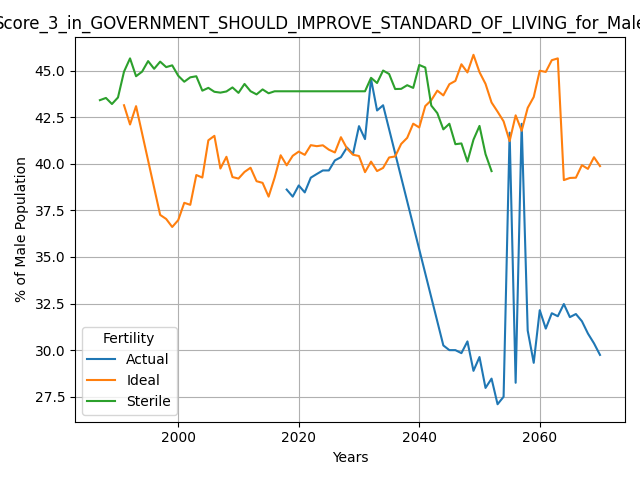 Score_3_in_GOVERNMENT_SHOULD_IMPROVE_STANDARD_OF_LIVING_for_Male
45.0
42.5
40.0
37.5
35.0
32.5
30.0
27.5
% of Male Population
Fertility
Actual
Ideal
Sterile
2000 2020 2040 2060
Years